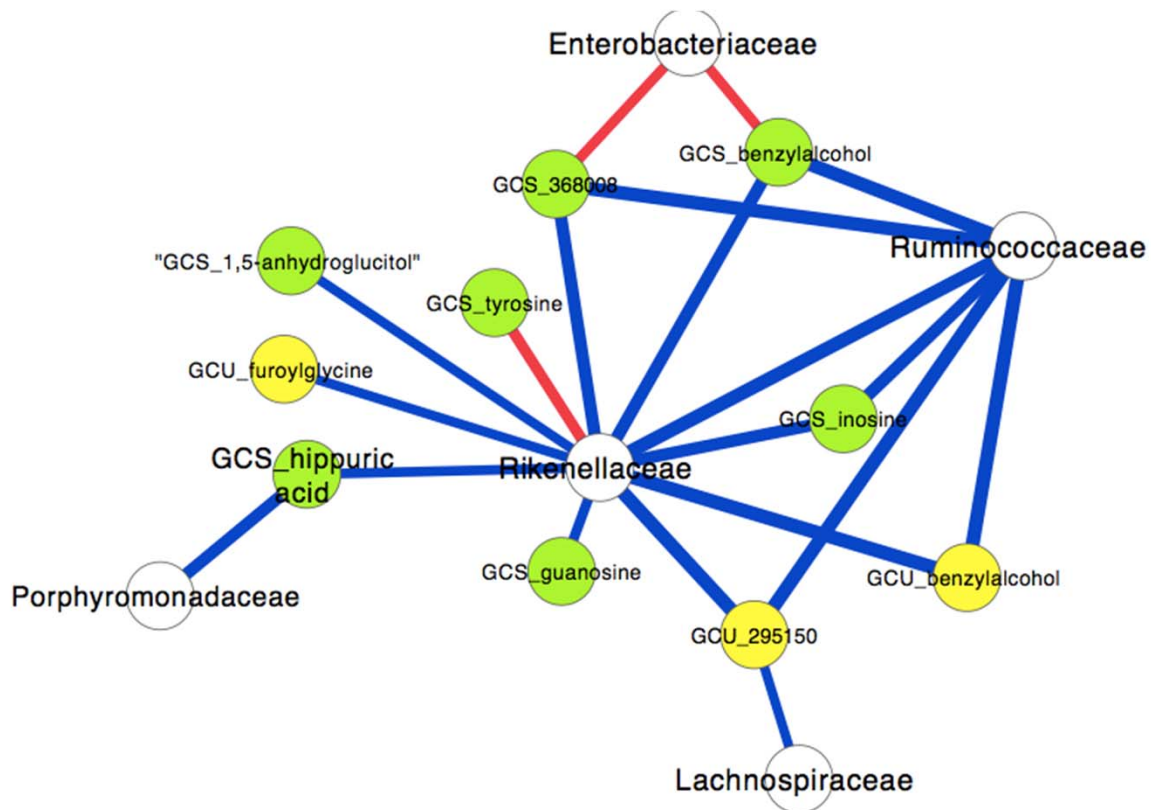 Enterobacteriaceae
GCS_benzylalcohol
GCS_368008
Ruminococcaceae
"GCS_1,5-anhydroglucitol"
GCS_tyrosine
GCU_furoylglycine
GCS_inosine
GCS_hippuric
acid
Rikenellaceae
GCS_guanosine
GCU_benzylalcohol
Porphyromonadaceae
GCU_295150
Lachnospiraceae